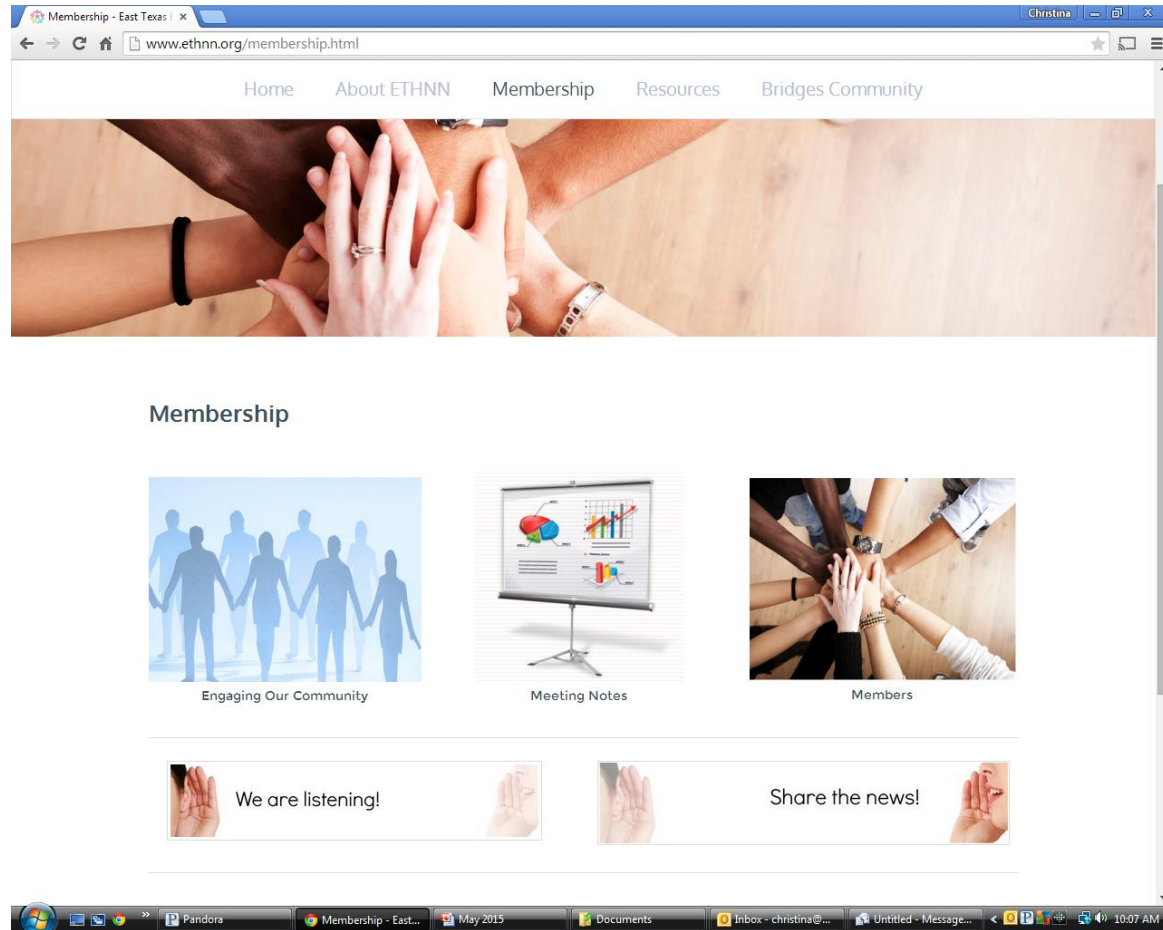 Membership - East Texas
Christina
www.ethnn.org/membership.html
Home About ETHNN Membership Resources Bridges Community
Membership
Engaging Our Community Meeting Notes Members
We are listening! Share the news!
Pandora Membership - East... May 2015 Documents Inbox - christina@... Untitled - Message... 10:07 AM